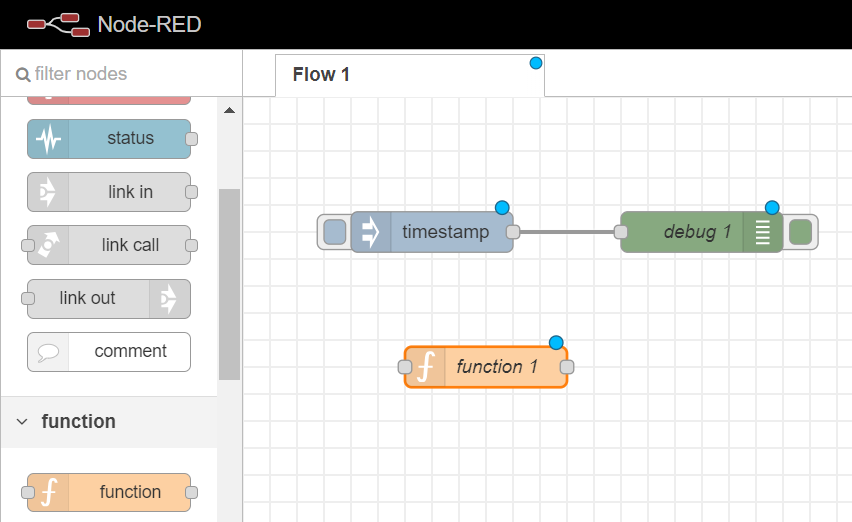 Node-RED
filter nodes
Flow 1
status
link in
link call
link out
comment
function
function
timestamp
debug 1
function 1